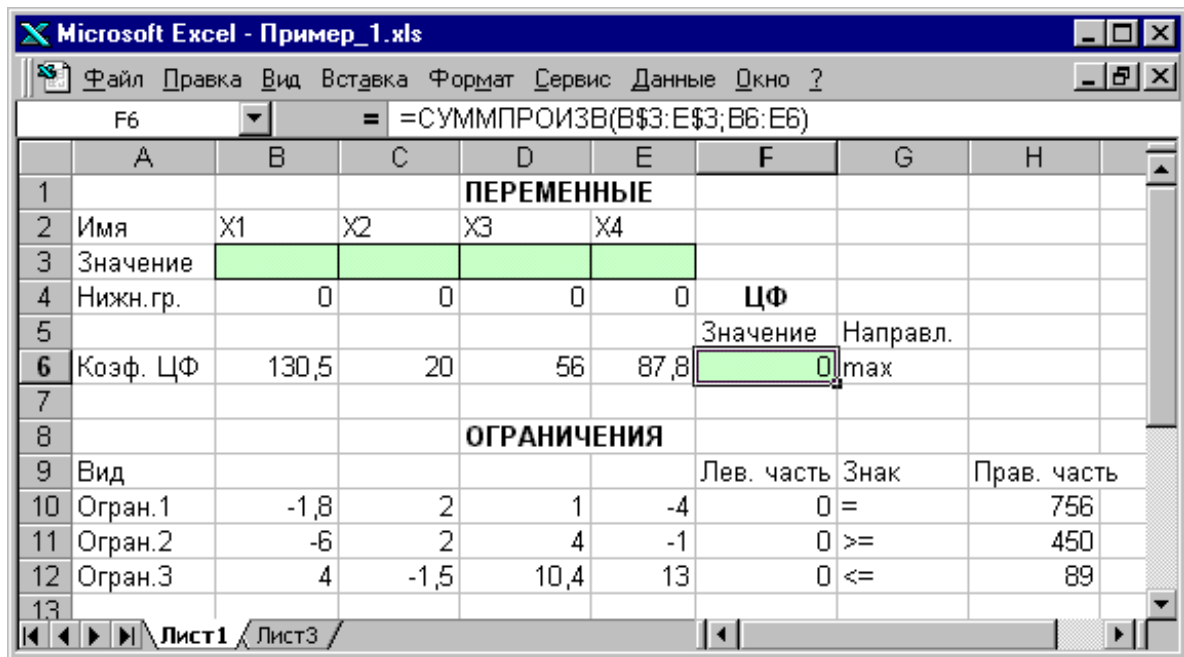 Microsoft Excel - Пример_1.xls
Файл Правка Вид Вставка Формат Сервис Данные Окно ?
F6 = =СУММПРОИЗВ(B$3:E$3;B6:E6)
A B C D E F G H
1 ПЕРЕМЕННЫЕ
2 Имя X1 X2 X3 X4
3 Значение
4 Нижн.гр. 0 0 0 0 ЦФ
5 Значение Направл.
6 Коэф. ЦФ 130,5 20 56 87,8 0 max
7
8 ОГРАНИЧЕНИЯ
9 Вид Лев. часть Знак Прав. часть
10 Огран.1 -1,8 2 1 -4 0 = 756
11 Огран.2 -6 2 4 -1 0 >= 450
12 Огран.3 4 -1,5 10,4 13 0 <= 89
13
Лист1 Лист3